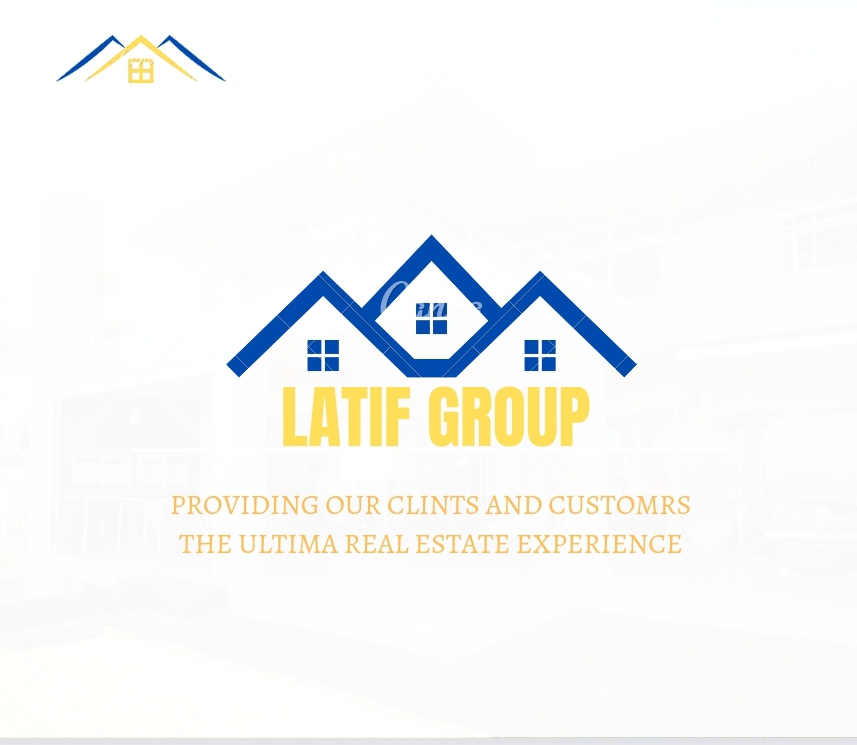 LATIF GROUP
PROVIDING OUR CLINTS AND CUSTOMRS
THE ULTIMA REAL ESTATE EXPERIENCE